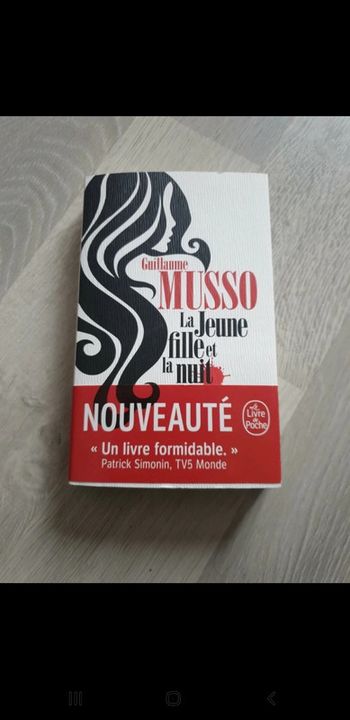 Guillaume
MUSSO
La Jeune
fille et
la nuit
NOUVEAUTÉ
Le Livre
de Poche
« Un livre formidable. »
Patrick Simonin, TV5 Monde